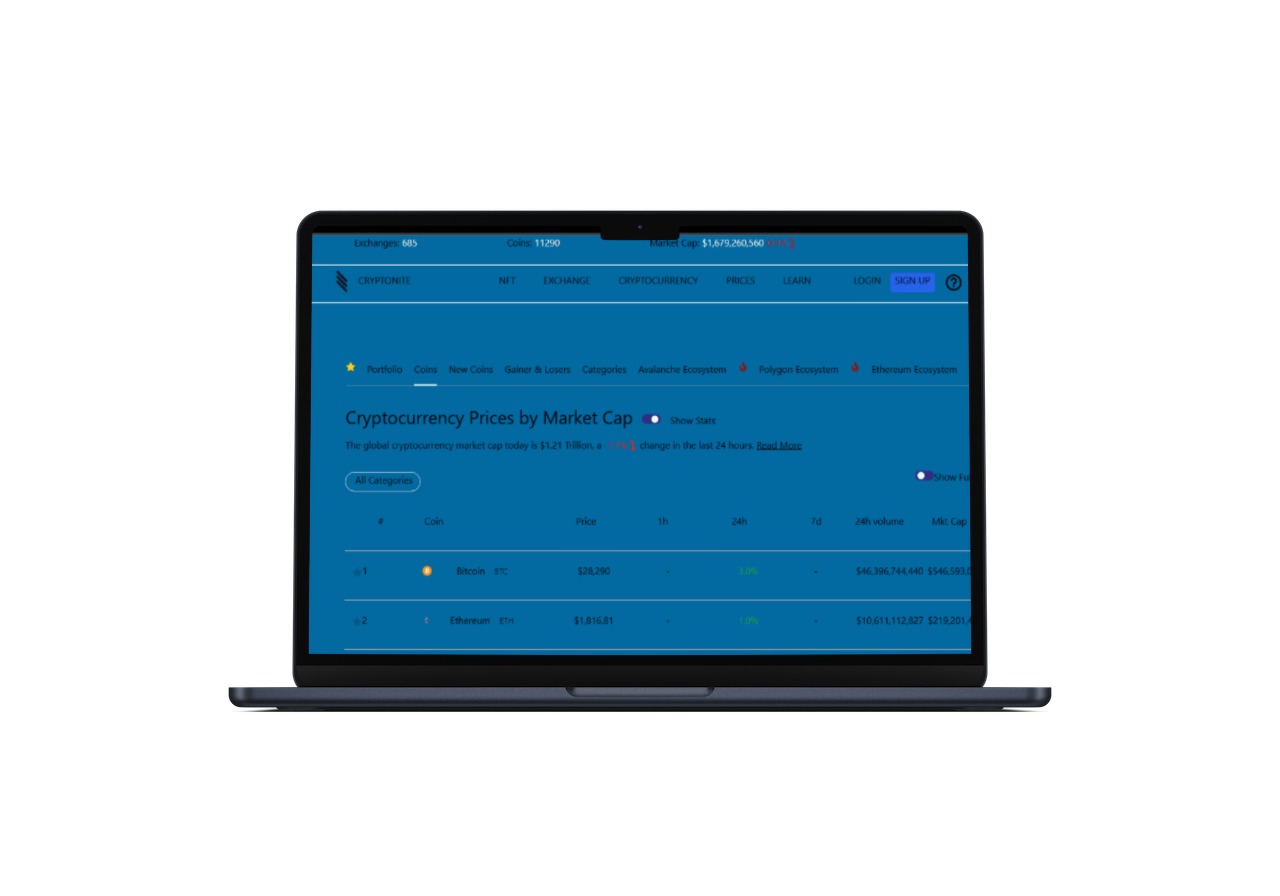 Exchanges: 685 Coins: 11290 Market Cap: $1,679,260,560
CRYPTONITE NFT EXCHANGE CRYPTOCURRENCY PRICES LEARN LOGIN SIGN UP ?
Portfolio Coins New Coins Gainer & Losers Categories Avalanche Ecosystem Polygon Ecosystem Ethereum Ecosystem
Cryptocurrency Prices by Market Cap Show Stats
The global cryptocurrency market cap today is $1.21 Trillion, a change in the last 24 hours. Read More
All Categories Show Fu
# Coin Price 1h 24h 7d 24h volume Mkt Cap
1 Bitcoin BTC $28,290 - 3.0% - $46,396,744,440 $546,593,0
2 Ethereum ETH $1,816.81 - 1.0% - $10,611,112,827 $219,201,4